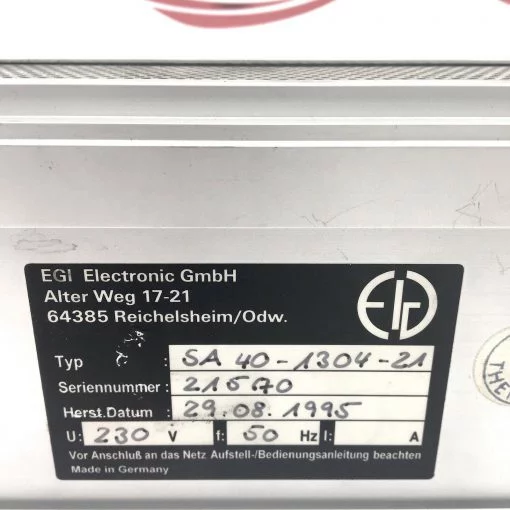 EGI Electronic GmbH
Alter Weg 17-21
64385 Reichelsheim/Odw.
EGI
Typ : SA 40-1304-21
Seriennummer :
Herst.Datum : 29.08.1995
U: 230 V f: 50 Hz I: A
Vor Anschluß an das Netz Aufstell-/Bedienungsanleitung beachten
Made in Germany